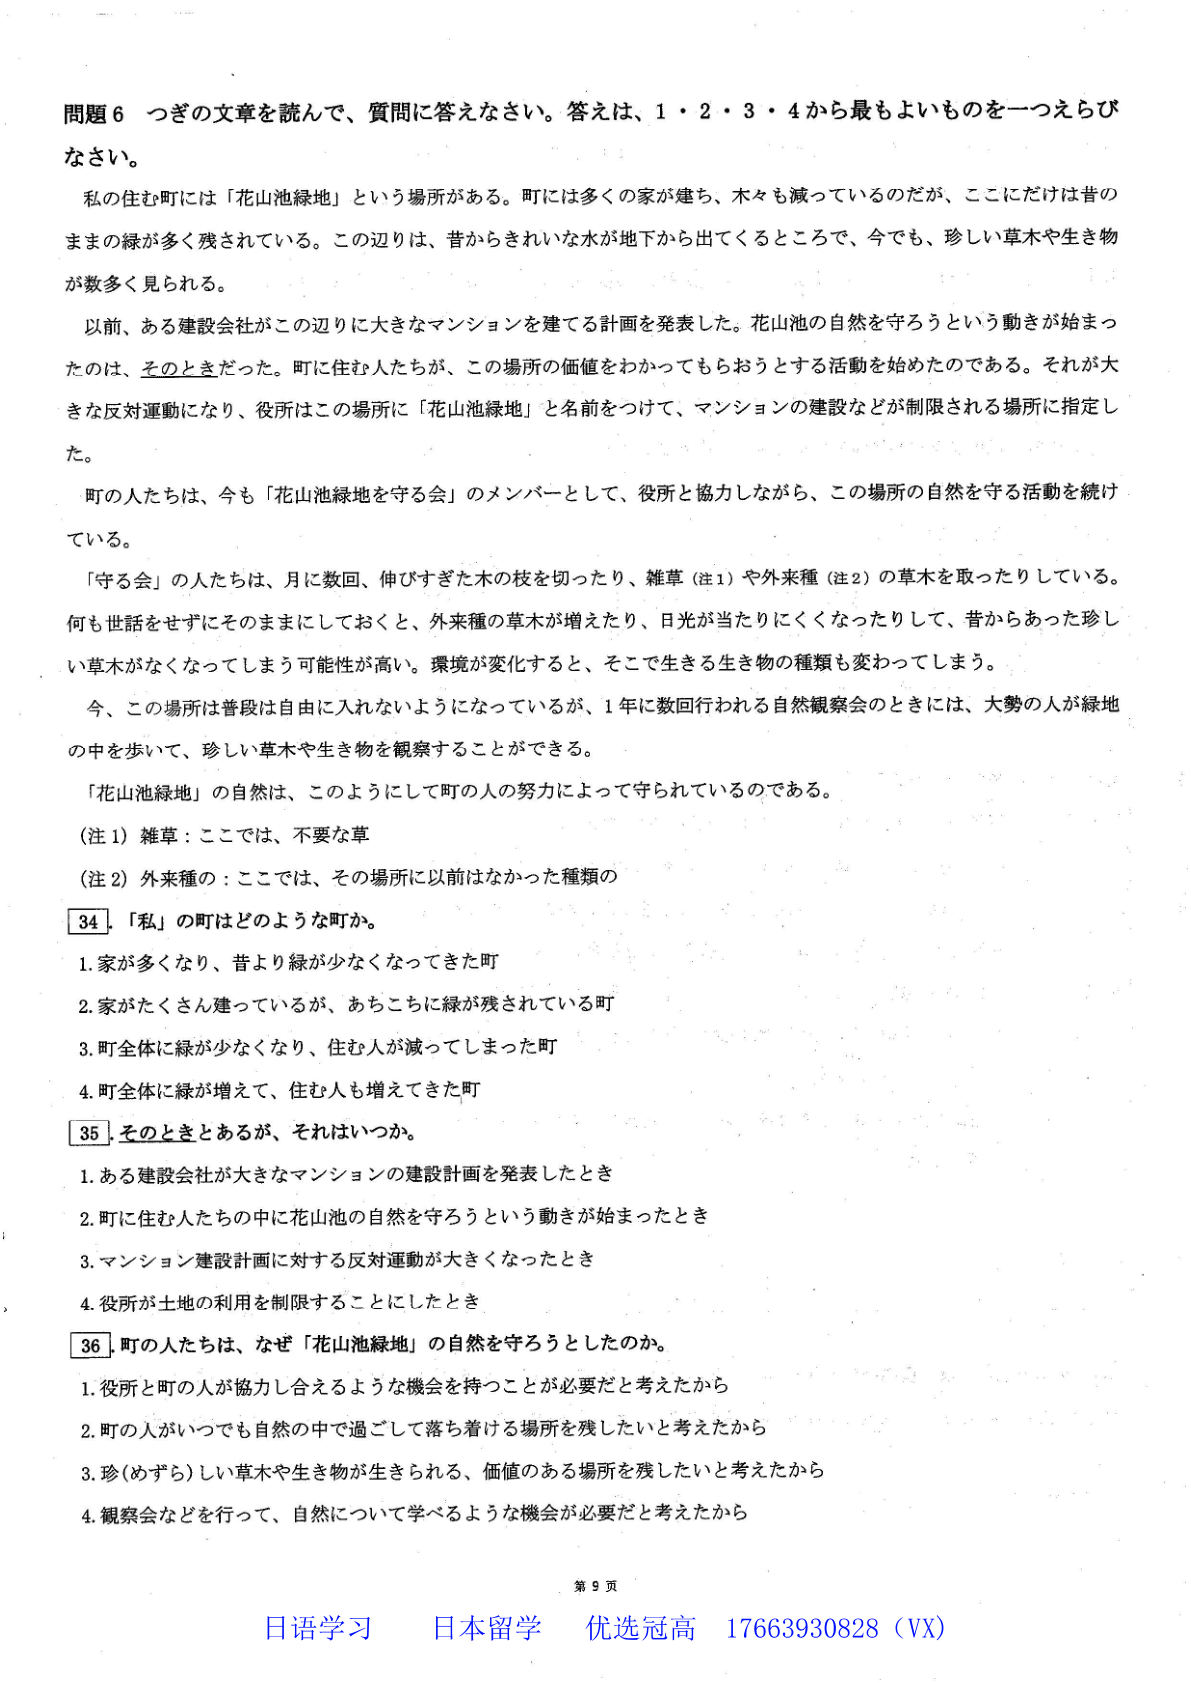 問題6　つぎの文章を読んで、質問に答えなさい。答えは、1・2・3・4から最もよいものを一つえらび
なさい。
私の住む町には「花山池緑地」という場所がある。町には多くの家が建ち、木々も減っているのだが、ここにだけは昔の
ままの緑が多く残されている。この辺りは、昔からきれいな水が地下から出てくるところで、今でも、珍しい草木や生き物
が数多く見られる。
以前、ある建設会社がこの辺りに大きなマンションを建てる計画を発表した。花山池の自然を守ろうという動きが始まっ
たのは、そのときだった。町に住む人たちが、この場所の価値をわかってもらおうとする活動を始めたのである。それが大
きな反対運動になり、役所はこの場所に「花山池緑地」と名前をつけて、マンションの建設などが制限される場所に指定し
た。
町の人たちは、今も「花山池緑地を守る会」のメンバーとして、役所と協力しながら、この場所の自然を守る活動を続け
ている。
「守る会」の人たちは、月に数回、伸びすぎた木の枝を切ったり、雑草（注1）や外来種（注2）の草木を取ったりしている。
何も世話をせずにそのままにしておくと、外来種の草木が増えたり、日光が当たりにくくなったりして、昔からあった珍し
い草木がなくなってしまう可能性が高い。環境が変化すると、そこで生きる生き物の種類も変わってしまう。
今、この場所は普段は自由に入れないようになっているが、1年に数回行われる自然観察会のときには、大勢の人が緑地
の中を歩いて、珍しい草木や生き物を観察することができる。
「花山池緑地」の自然は、このようにして町の人の努力によって守られているのである。
（注1）雑草：ここでは、不要な草
（注2）外来種の：ここでは、その場所に以前はなかった種類の
34.「私」の町はどのような町か。
1.家が多くなり、昔より緑が少なくなってきた町
2.家がたくさん建っているが、あちこちに緑が残されている町
3.町全体に緑が少なくなり、住む人が減ってしまった町
4.町全体に緑が増えて、住む人も増えてきた町
35.そのときとあるが、それはいつか。
1.ある建設会社が大きなマンションの建設計画を発表したとき
2.町に住む人たちの中に花山池の自然を守ろうという動きが始まったとき
3.マンション建設計画に対する反対運動が大きくなったとき
4.役所が土地の利用を制限することにしたとき
36.町の人たちは、なぜ「花山池緑地」の自然を守ろうとしたのか。
1.役所と町の人が協力し合えるような機会を持つことが必要だと考えたから
2.町の人がいつでも自然の中で過ごして落ち着ける場所を残したいと考えたから
3.珍(めずら)しい草木や生き物が生きられる、価値のある場所を残したいと考えたから
4.観察会などを行って、自然について学べるような機会が必要だと考えたから
第 9 页
日语学习　日本留学　优选冠高　17663930828（VX）